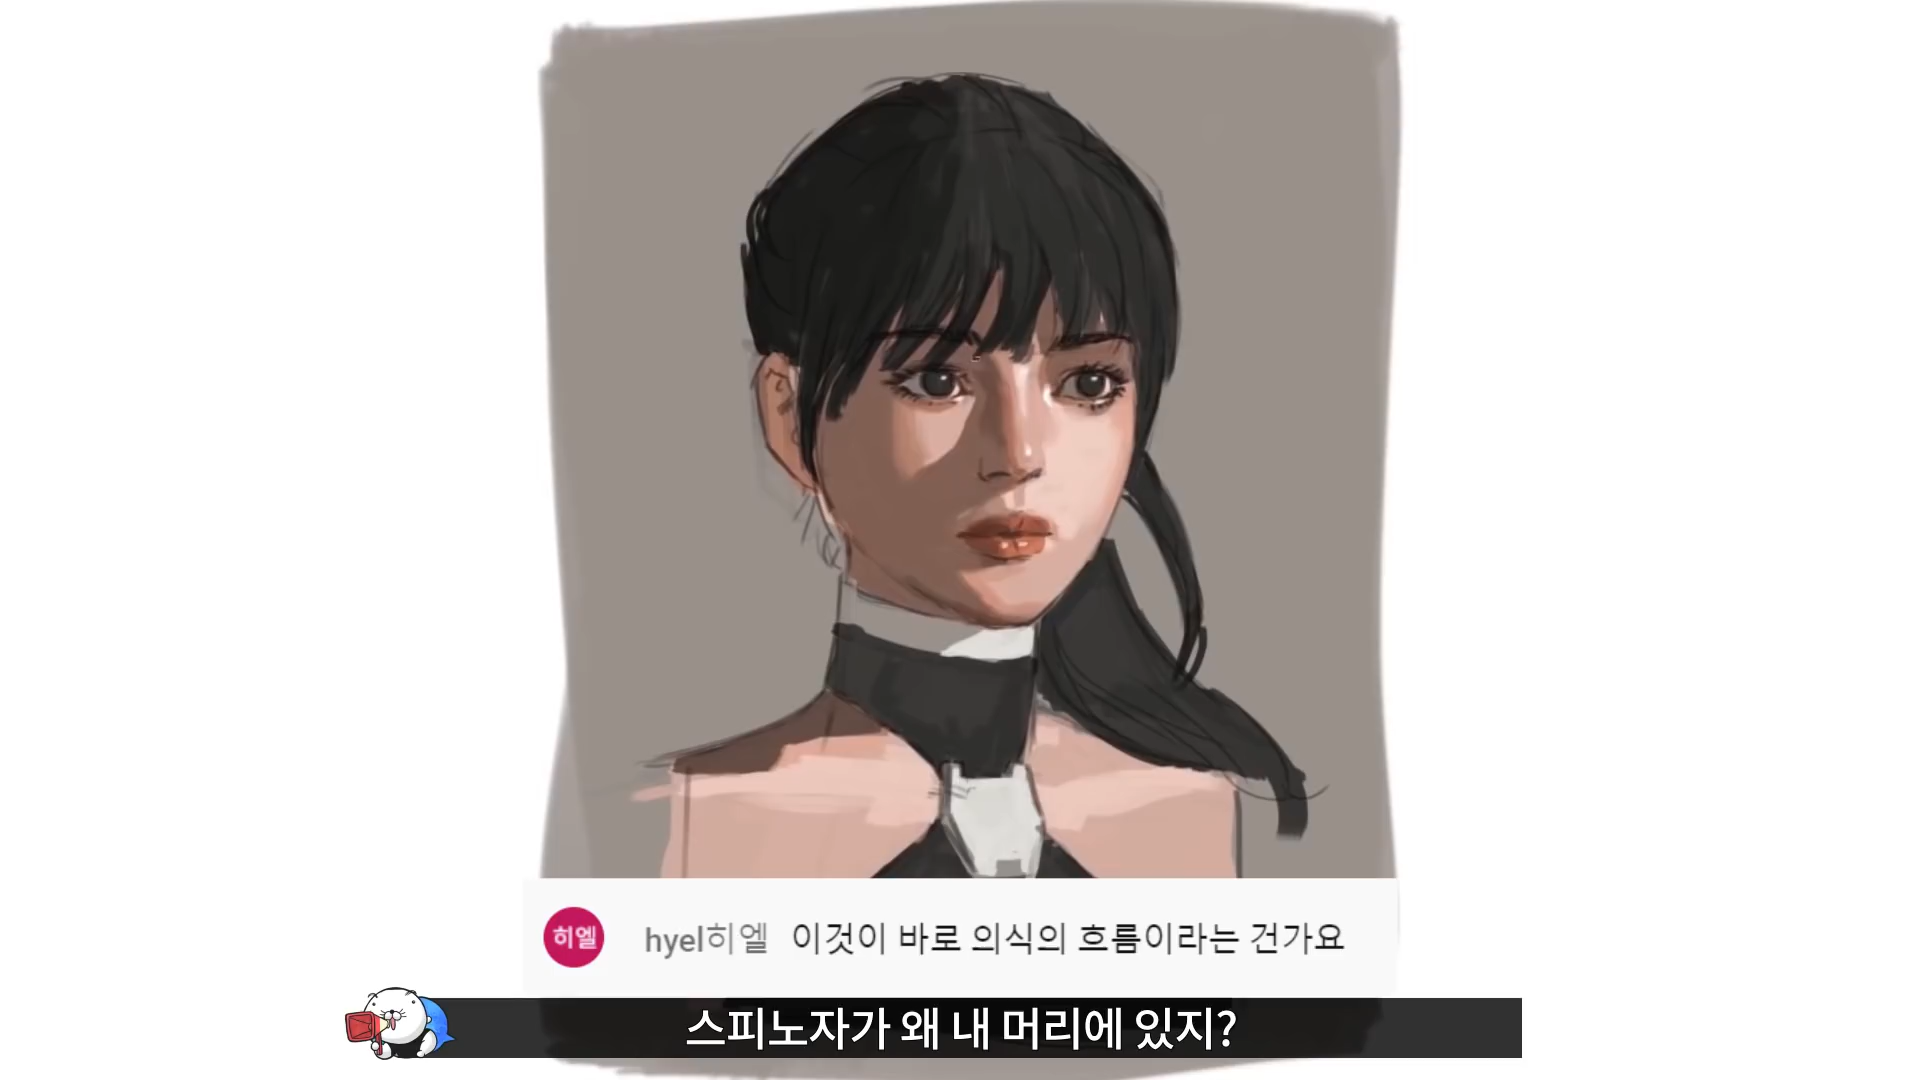 히엘 hyel히엘 이것이 바로 의식의 흐름이라는 건가요
스피노자가 왜 내 머리에 있지?